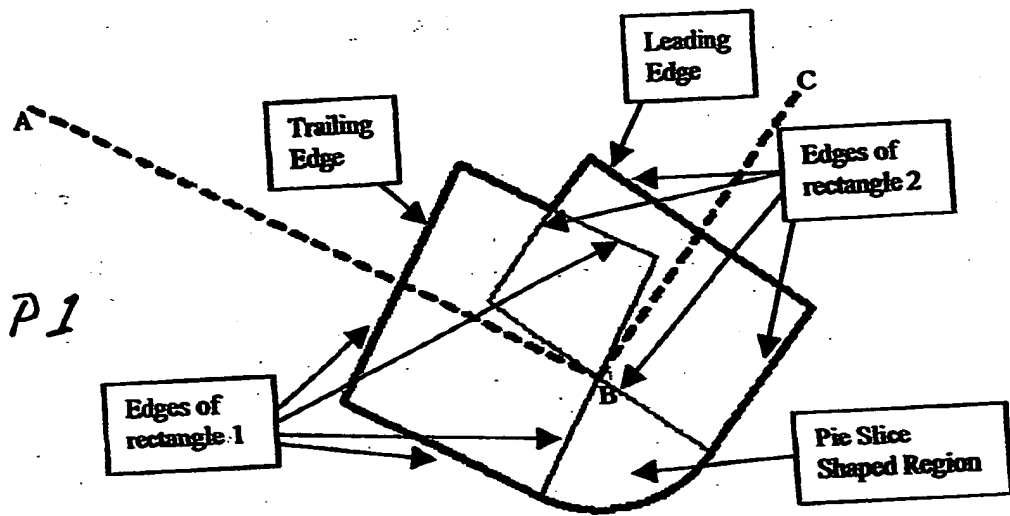 Leading
Edge
C
A
Trailing
Edge
Edges of
rectangle 2
P1
B
Edges of
rectangle 1
Pie Slice
Shaped Region